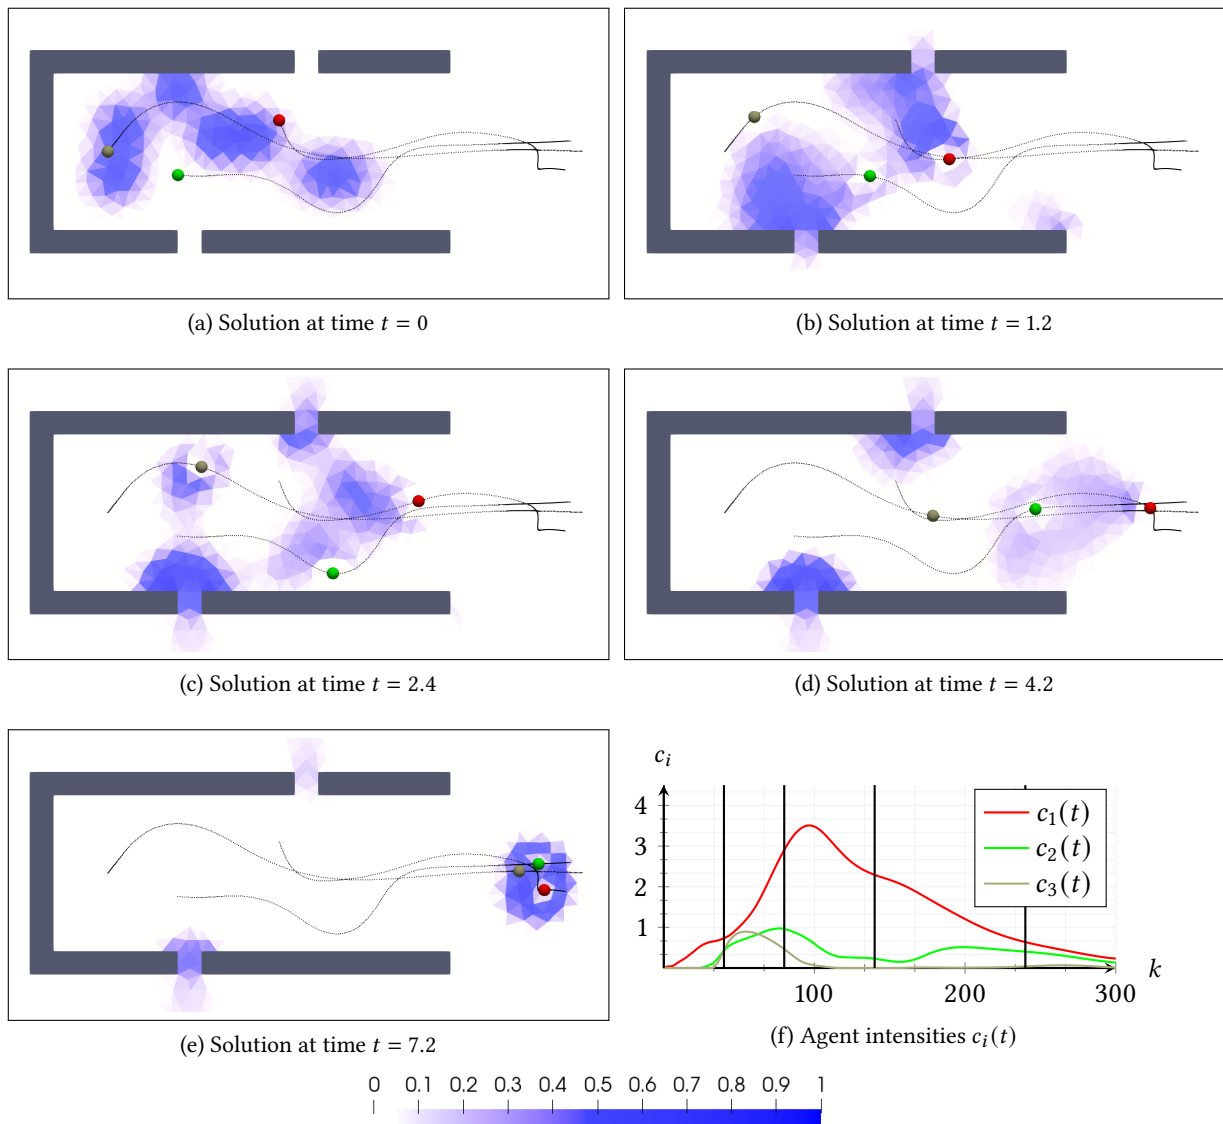 (a) Solution at time t = 0
(b) Solution at time t = 1.2
(c) Solution at time t = 2.4
(d) Solution at time t = 4.2
c_i
4
3
2
1
c_1(t)
c_2(t)
c_3(t)
100 200 300
k
(e) Solution at time t = 7.2
(f) Agent intensities c_i(t)
0 0.1 0.2 0.3 0.4 0.5 0.6 0.7 0.8 0.9 1